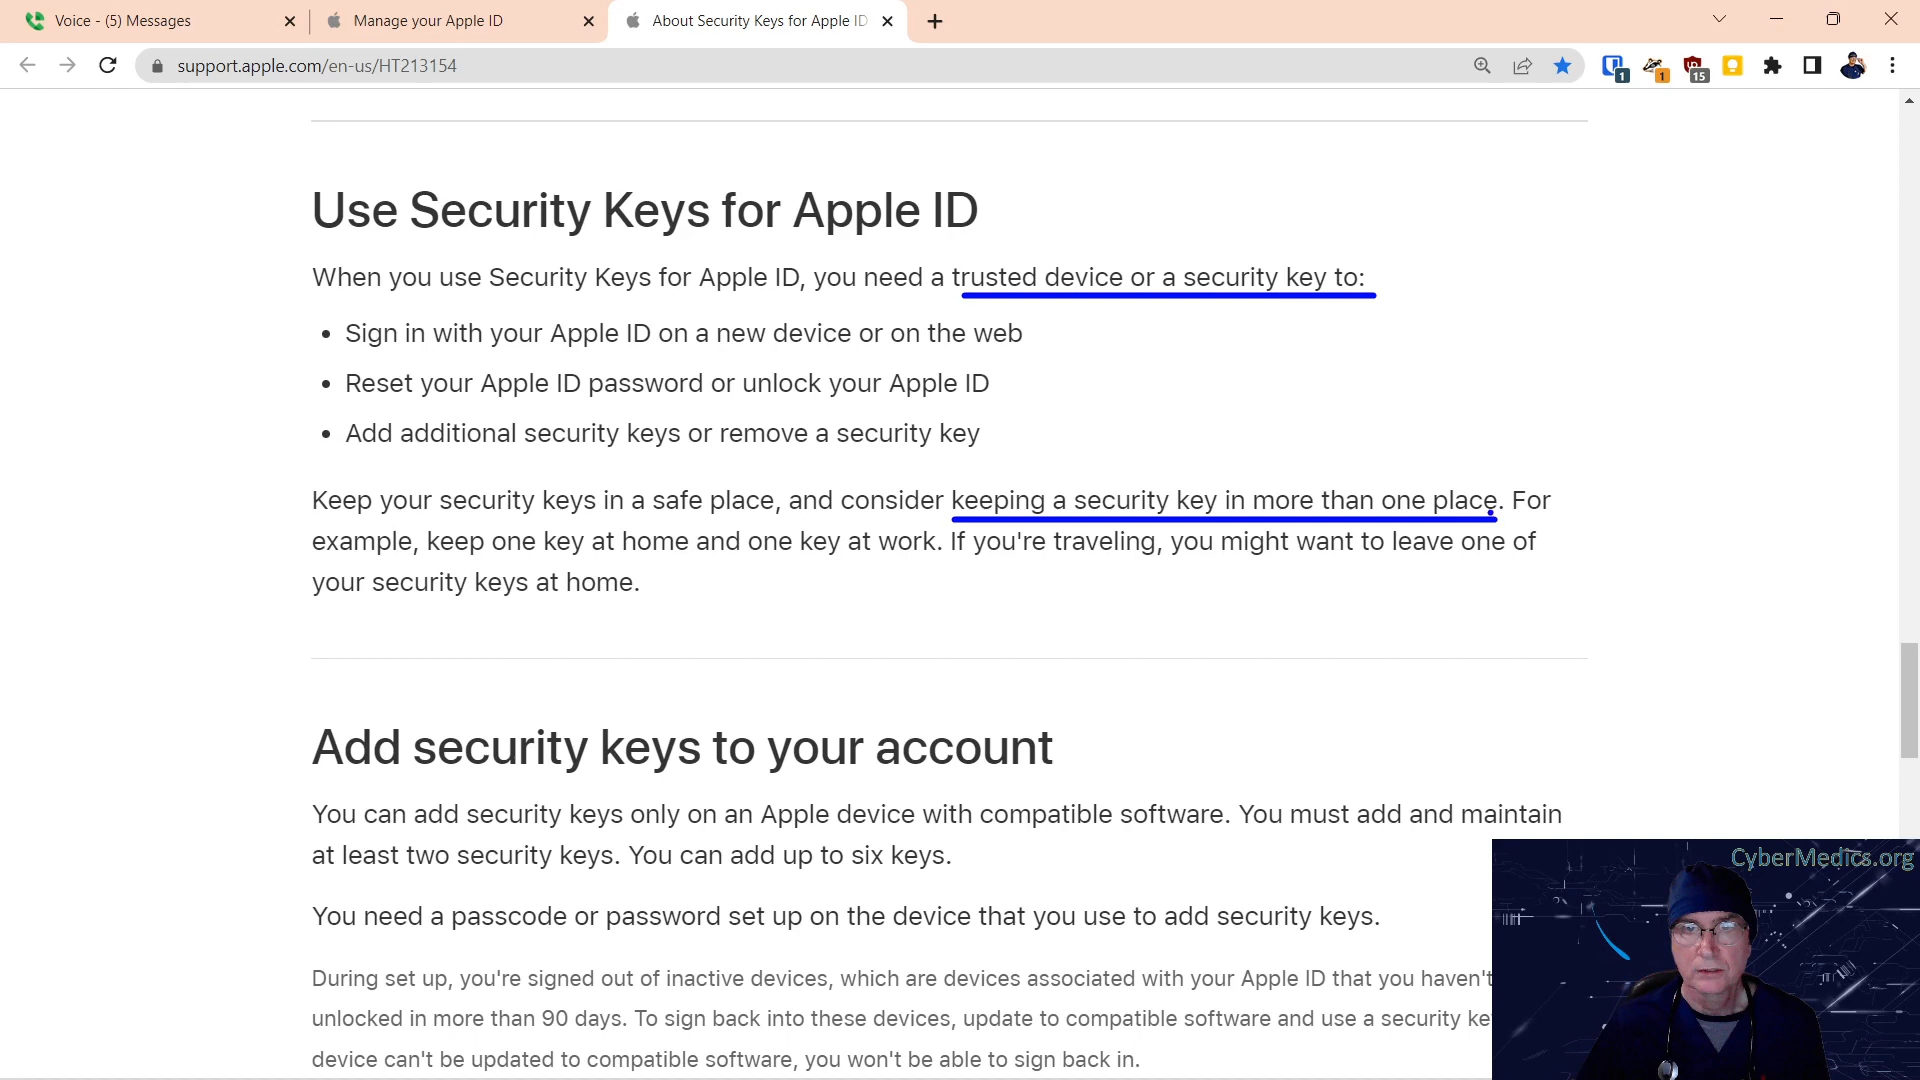 Voice - (5) Messages
Manage your Apple ID
About Security Keys for Apple ID
support.apple.com/en-us/HT213154
1
1
15
Use Security Keys for Apple ID
When you use Security Keys for Apple ID, you need a trusted device or a security key to:
• Sign in with your Apple ID on a new device or on the web
• Reset your Apple ID password or unlock your Apple ID
• Add additional security keys or remove a security key
Keep your security keys in a safe place, and consider keeping a security key in more than one place. For
example, keep one key at home and one key at work. If you're traveling, you might want to leave one of
your security keys at home.
Add security keys to your account
You can add security keys only on an Apple device with compatible software. You must add and maintain
at least two security keys. You can add up to six keys.
CyberMedics.org
You need a passcode or password set up on the device that you use to add security keys.
During set up, you're signed out of inactive devices, which are devices associated with your Apple ID that you haven't
unlocked in more than 90 days. To sign back into these devices, update to compatible software and use a security
device can't be updated to compatible software, you won't be able to sign back in.